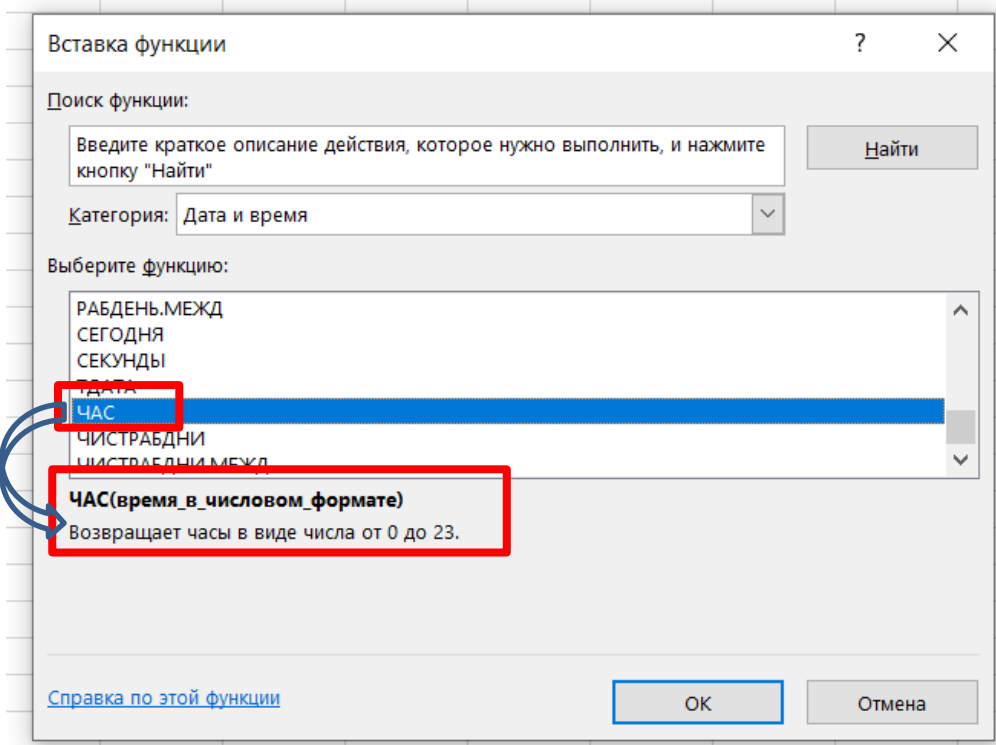 Вставка функции
?
Поиск функции:
Введите краткое описание действия, которое нужно выполнить, и нажмите
кнопку "Найти"
Найти
Категория:
Дата и время
Выберите функцию:
РАБДЕНЬ.МЕЖД
СЕГОДНЯ
СЕКУНДЫ
ТДАТА
ЧАС
ЧИСТРАБДНИ
ЧИСТРАБДНИ.МЕЖД
ЧАС(время_в_числовом_формате)
Возвращает часы в виде числа от 0 до 23.
Справка по этой функции
ОК
Отмена